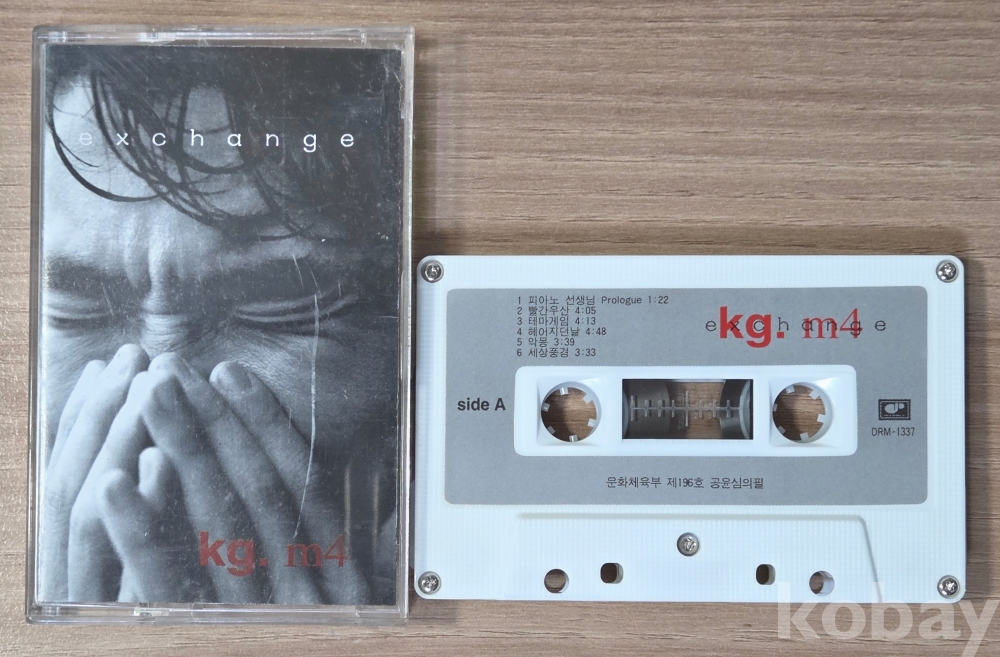 exchange
kg. m4
1 피아노 선생님 Prologue 1:22
2 빨간우산 4:05
3 테마게임 4:13
4 헤어지던날 4:48
5 악몽 3:39
6 세상풍경 3:33
exchange
kg. m4
side A
DRM-1337
문화체육부 제196호 공윤심의필
kobay